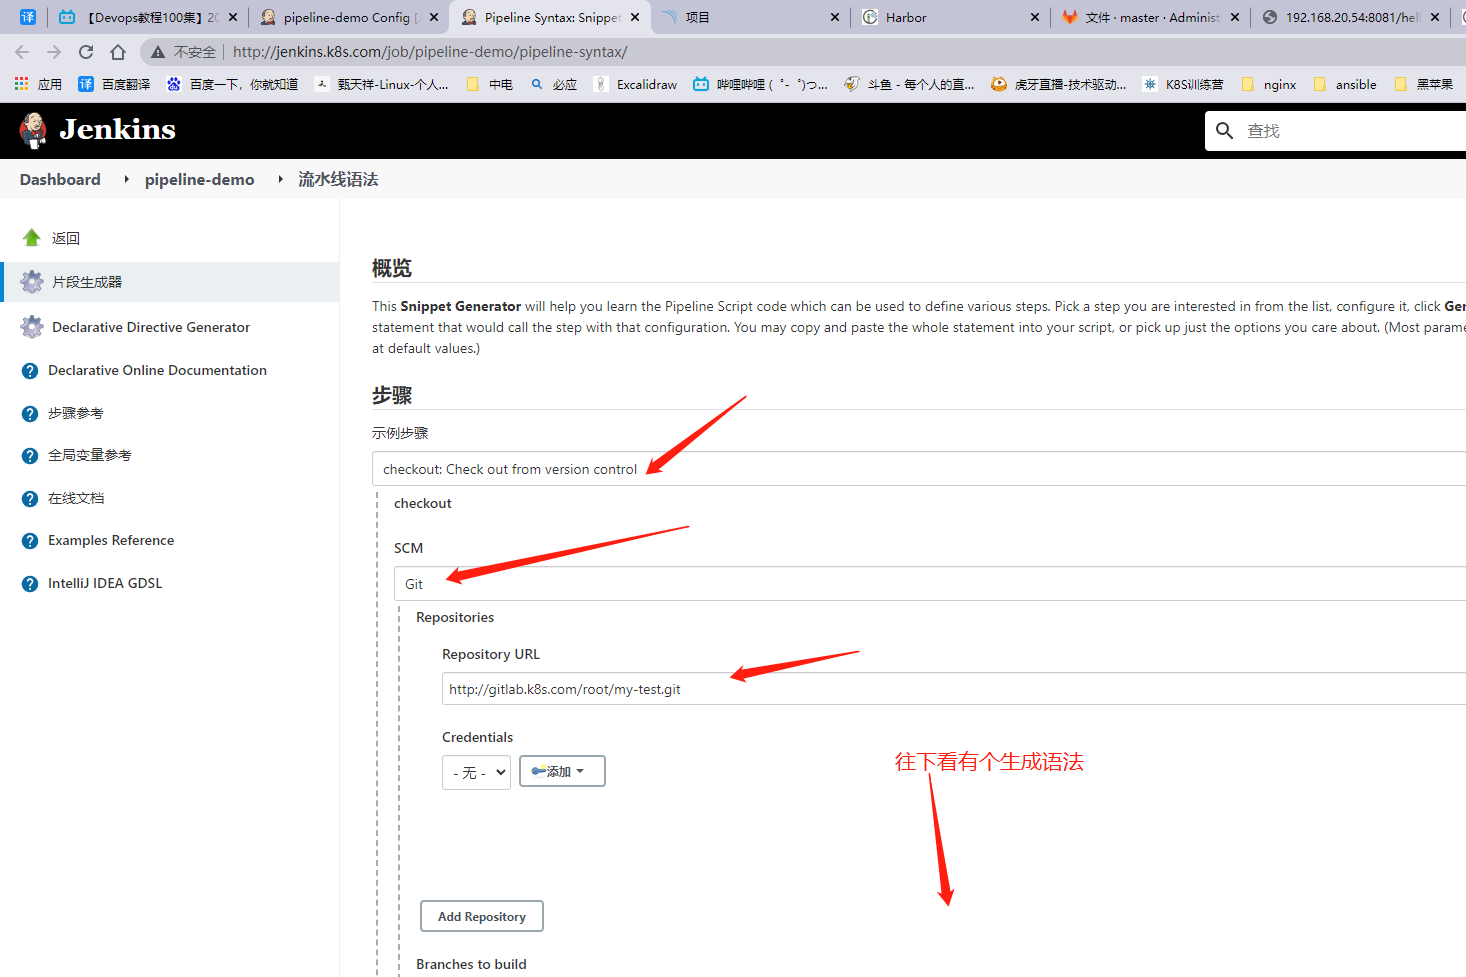 译
【Devops教程100集】20
pipeline-demo Config [J
Pipeline Syntax: Snippet
项目
Harbor
文件 · master · Administ
192.168.20.54:8081/hell
不安全
http://jenkins.k8s.com/job/pipeline-demo/pipeline-syntax/
应用
译 百度翻译
百度一下，你就知道
甄天祥-Linux-个人...
中电
必应
Excalidraw
哔哩哔哩 ( ゜- ゜)つ...
斗鱼 - 每个人的直...
虎牙直播-技术驱动...
K8S训练营
nginx
ansible
黑苹果
Jenkins
查找
Dashboard
pipeline-demo
流水线语法
返回
片段生成器
Declarative Directive Generator
Declarative Online Documentation
步骤参考
全局变量参考
在线文档
Examples Reference
IntelliJ IDEA GDSL
概览
This Snippet Generator will help you learn the Pipeline Script code which can be used to define various steps. Pick a step you are interested in from the list, configure it, click Ger
statement that would call the step with that configuration. You may copy and paste the whole statement into your script, or pick up just the options you care about. (Most parame
at default values.)
步骤
示例步骤
checkout: Check out from version control
checkout
SCM
Git
Repositories
Repository URL
http://gitlab.k8s.com/root/my-test.git
Credentials
- 无 -
添加
往下看有个生成语法
Add Repository
Branches to build